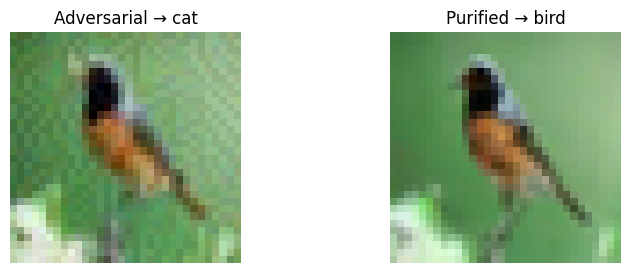 Adversarial → cat
Purified → bird